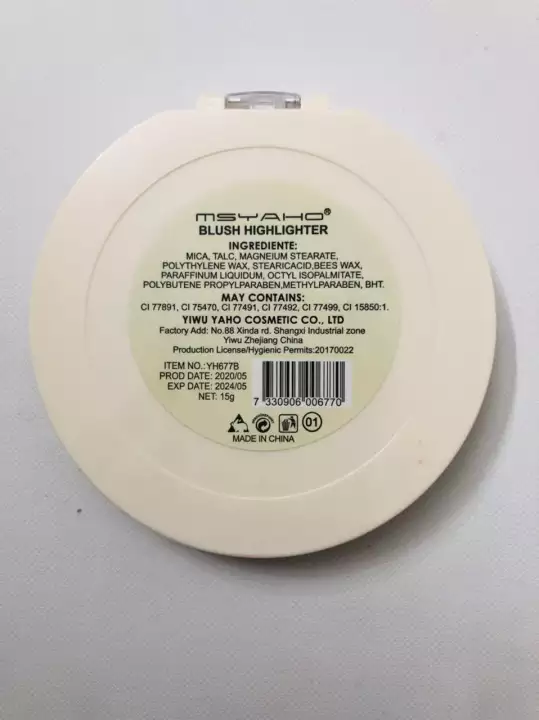 MSYAHO®
BLUSH HIGHLIGHTER
INGREDIENTE:
MICA, TALC, MAGNEIUM STEARATE,
POLYTHYLENE WAX, STEARICACID,BEES WAX,
PARAFFINUM LIQUIDUM, OCTYL ISOPALMITATE,
POLYBUTENE PROPYLPARABEN,METHYLPARABEN, BHT.
MAY CONTAINS:
CI 77891, CI 75470, CI 77491, CI 77492, CI 77499, CI 15850:1.
YIWU YAHO COSMETIC CO., LTD
Factory Add: No.88 Xinda rd. Shangxi Industrial zone
Yiwu Zhejiang China
Production License/Hygienic Permits:20170022
ITEM NO.:YH677B
PROD DATE: 2020/05
EXP DATE: 2024/05
NET: 15g
7 330906 006770
01
MADE IN CHINA